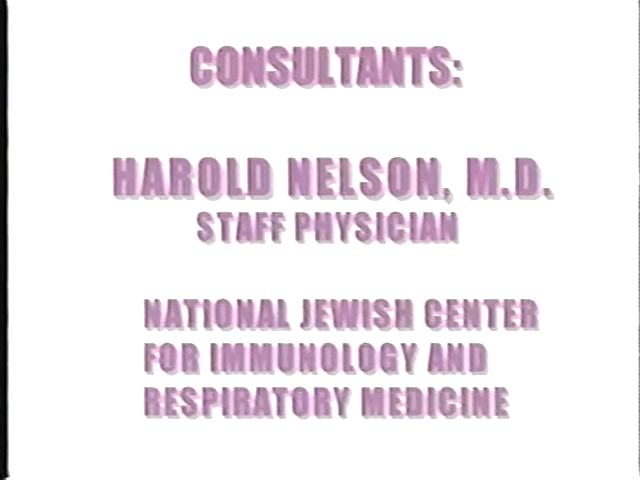 CONSULTANTS:
HAROLD NELSON, M.D.
STAFF PHYSICIAN
NATIONAL JEWISH CENTER
FOR IMMUNOLOGY AND
RESPIRATORY MEDICINE